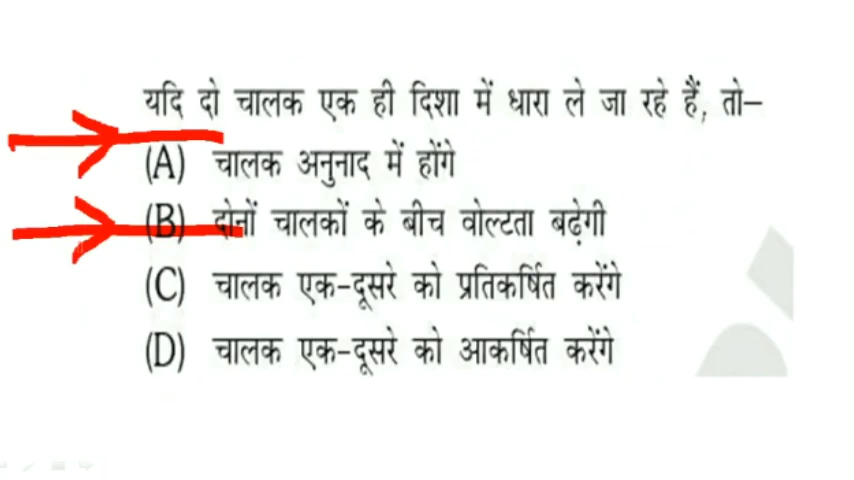 यदि दो चालक एक ही दिशा में धारा ले जा रहे हैं, तो–
(A) चालक अनुनाद में होंगे
(B) दोनों चालकों के बीच वोल्टता बढ़ेगी
(C) चालक एक-दूसरे को प्रतिकर्षित करेंगे
(D) चालक एक-दूसरे को आकर्षित करेंगे